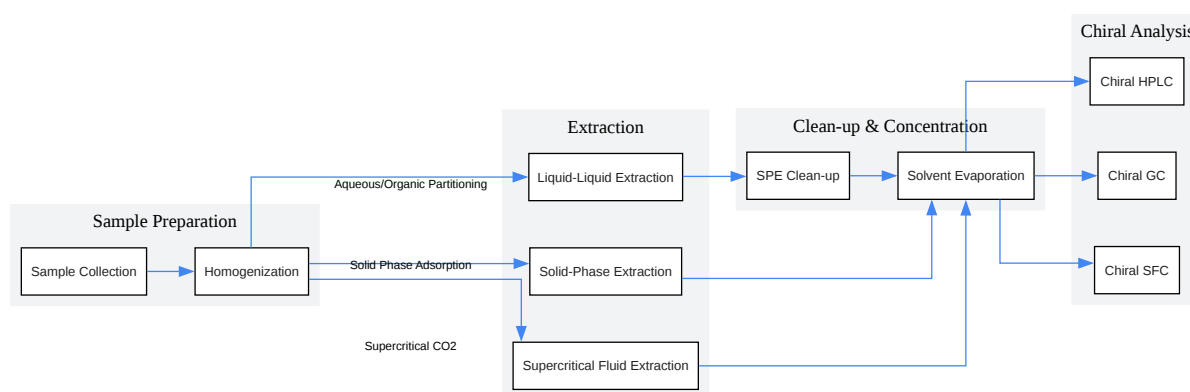 Sample Preparation
Sample Collection
Homogenization
Aqueous/Organic Partitioning
Solid Phase Adsorption
Supercritical CO2
Extraction
Liquid-Liquid Extraction
Solid-Phase Extraction
Supercritical Fluid Extraction
Clean-up & Concentration
SPE Clean-up
Solvent Evaporation
Chiral Analysis
Chiral HPLC
Chiral GC
Chiral SFC